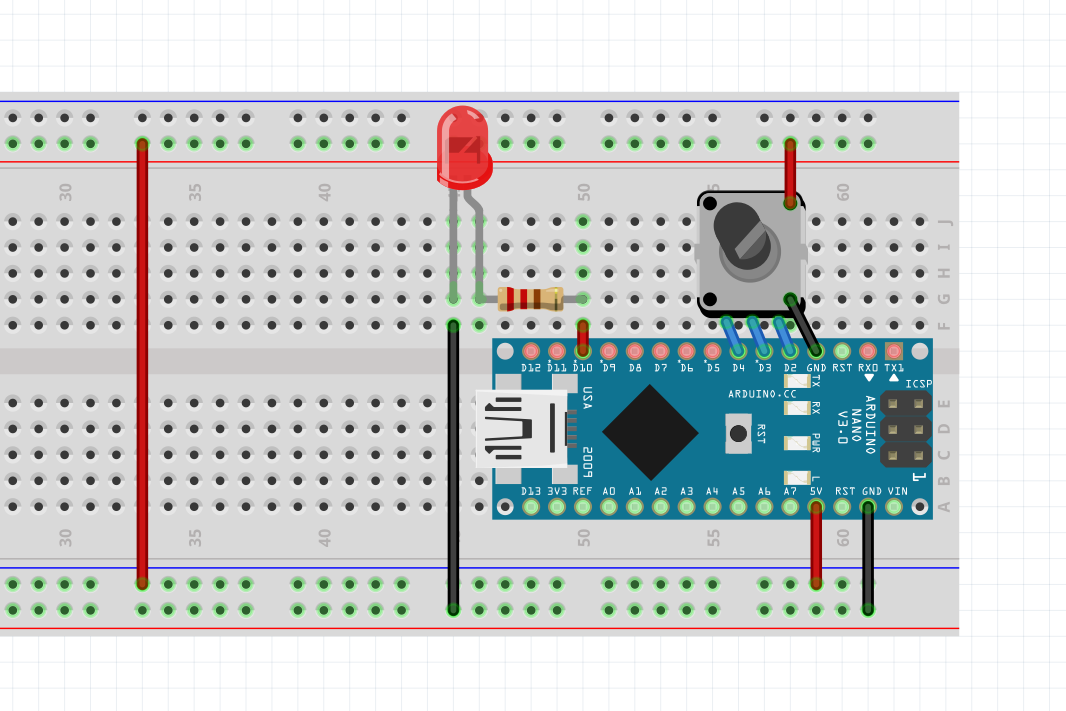 30 35 40 50 5 60
J
I
H
G
F
D12 D11 D10 D9 D8 D7 D6 D5 D4 D3 D2 GND RST RX0 TX1
ICSP
TX
RX
PWR
L
ARDUINO.CC
RST
ARDUINO
NANO
V3.0
USA
2009
1
E
D
C
B
A
D13 3V3 REF A0 A1 A2 A3 A4 A5 A6 A7 5V RST GND VIN
30 35 40 50 55 60